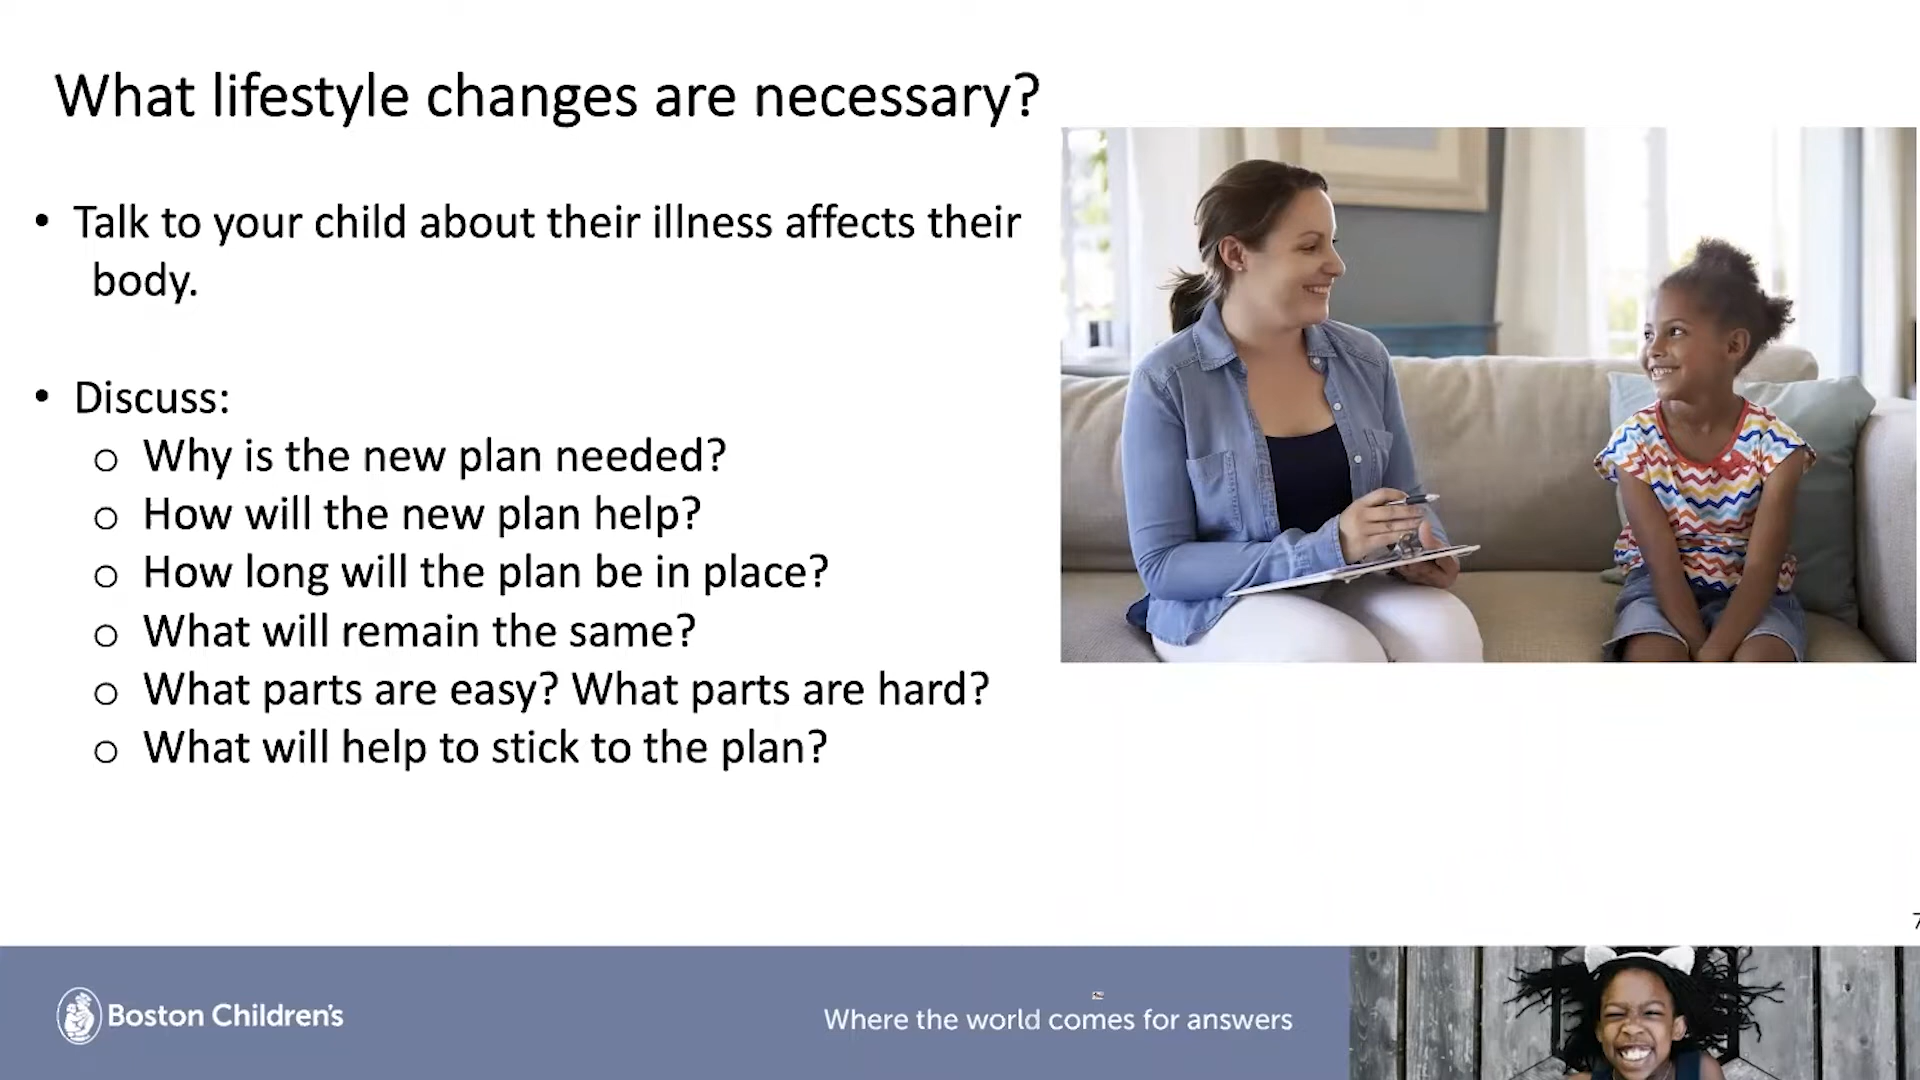 What lifestyle changes are necessary?
• Talk to your child about their illness affects their
body.
• Discuss:
o Why is the new plan needed?
o How will the new plan help?
o How long will the plan be in place?
o What will remain the same?
o What parts are easy? What parts are hard?
o What will help to stick to the plan?
7
Boston Children's
Where the world comes for answers